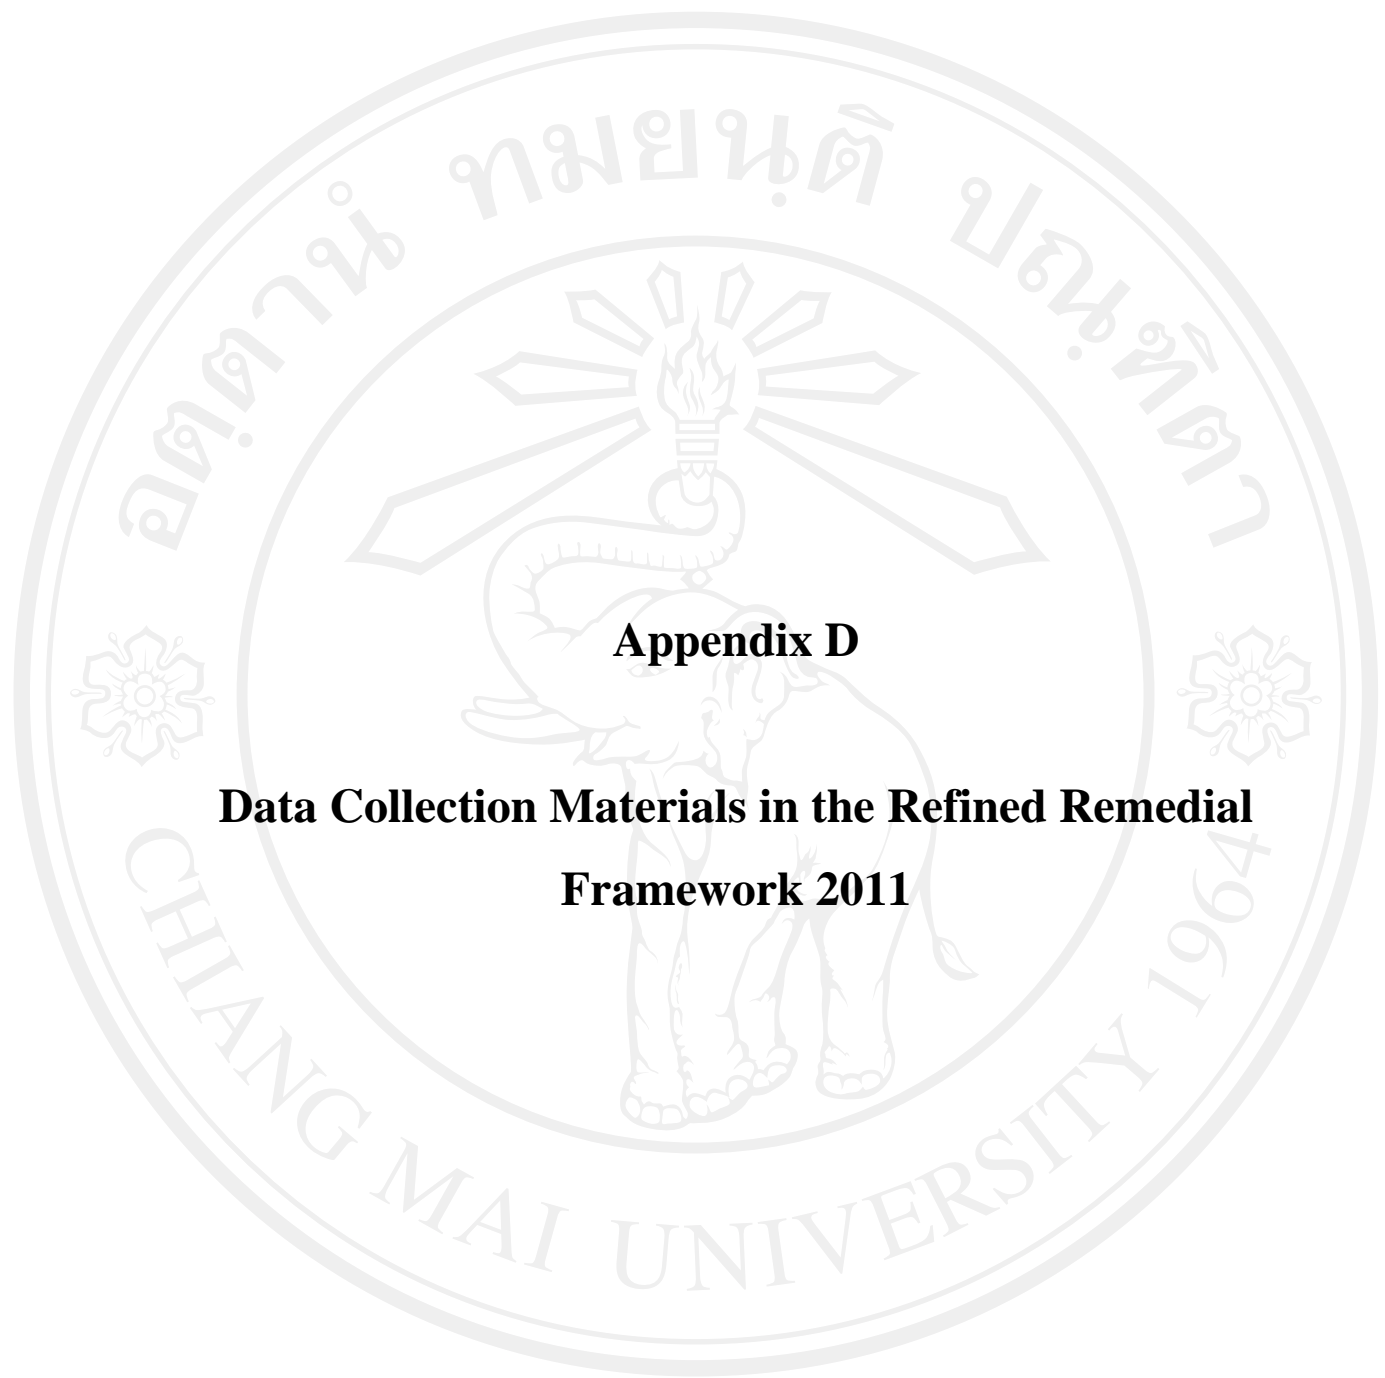 อตฺตานํ ทมยนฺติ ปณฺฑิตา
Appendix D
Data Collection Materials in the Refined Remedial
Framework 2011
CHIANG MAI UNIVERSITY 1964